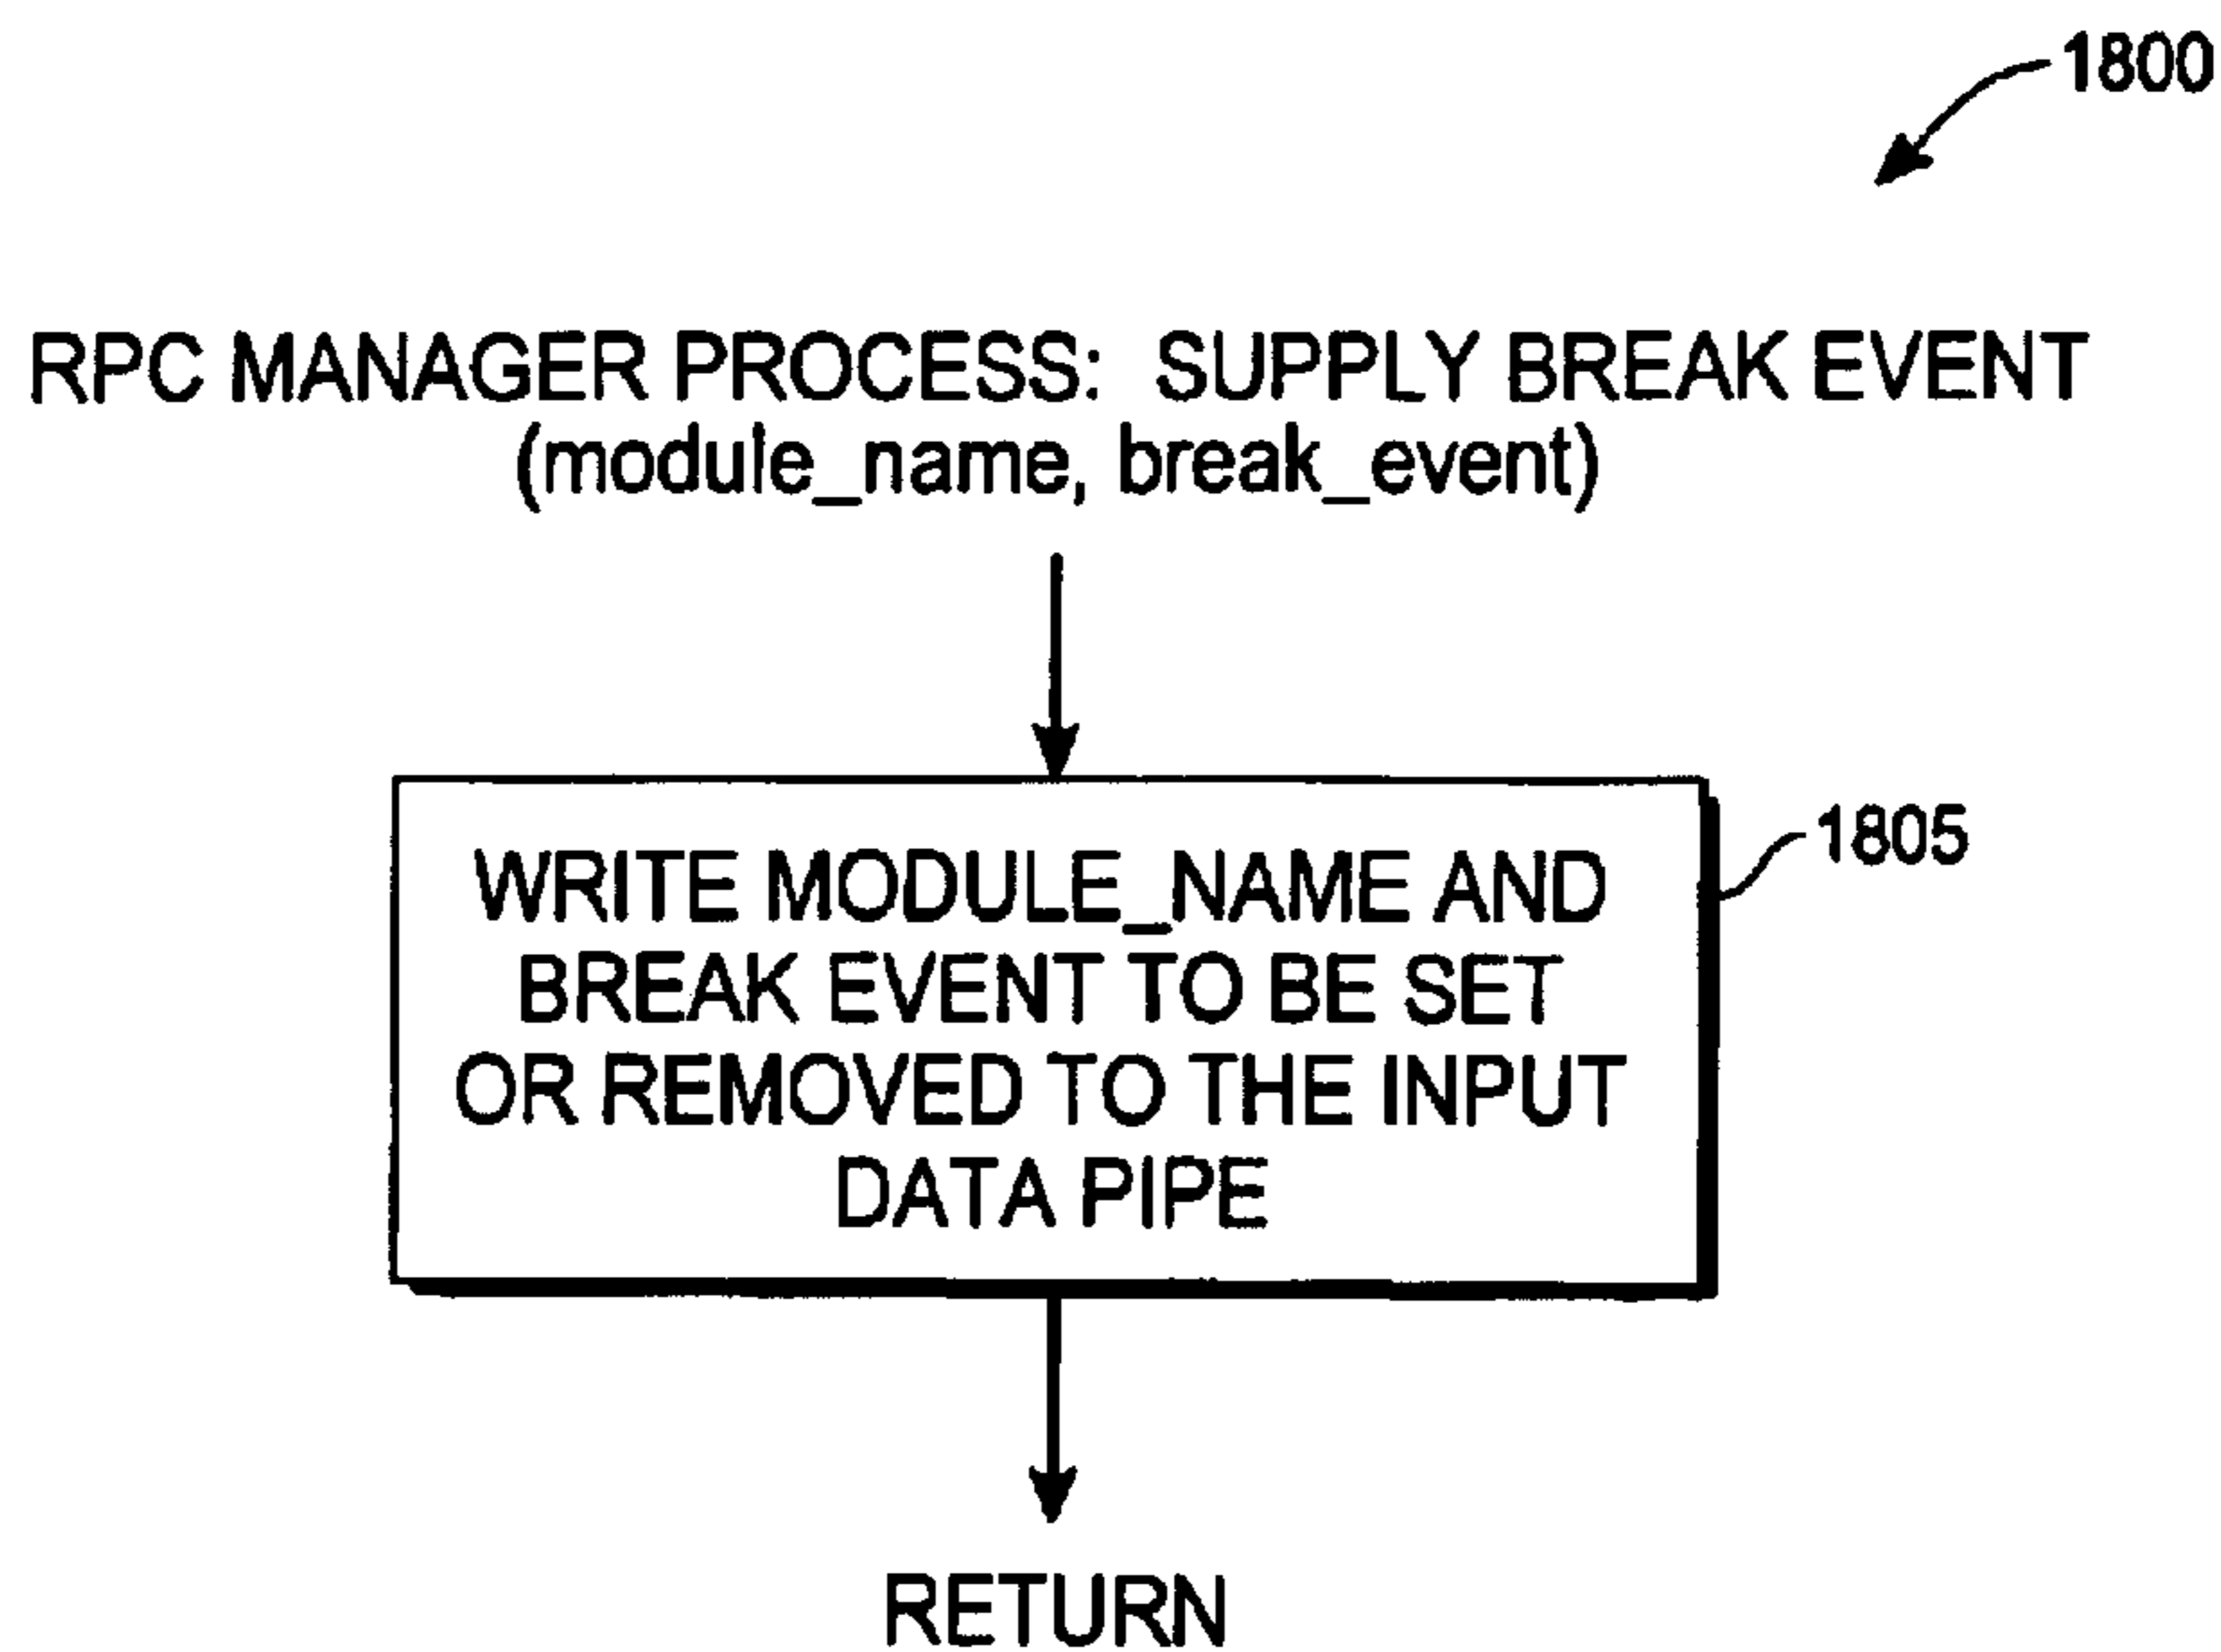 1800
RPC MANAGER PROCESS: SUPPLY BREAK EVENT
(module_name, break_event)
WRITE MODULE_NAME AND
BREAK EVENT TO BE SET
OR REMOVED TO THE INPUT
DATA PIPE
1805
RETURN